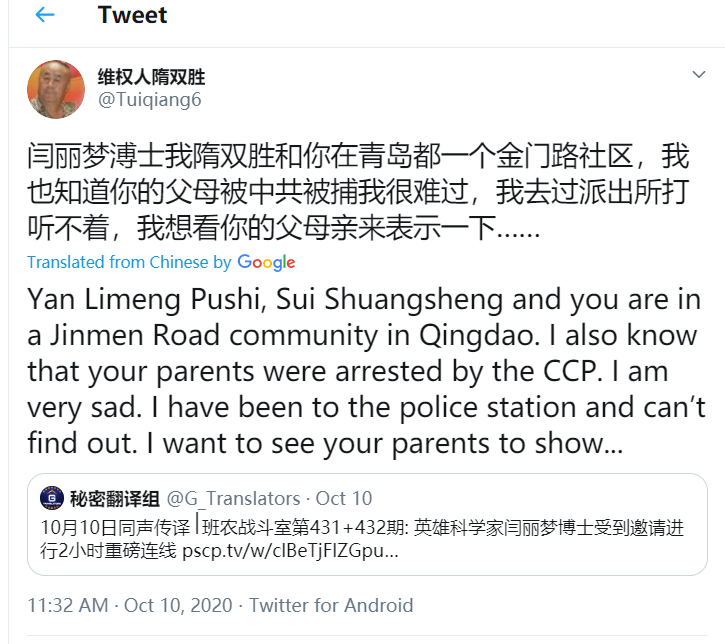 Tweet
维权人隋双胜
@Tuiqiang6
闫丽梦溥士我隋双胜和你在青岛都一个金门路社区，我
也知道你的父母被中共被捕我很难过，我去过派出所打
听不着，我想看你的父母亲来表示一下......
Translated from Chinese by Google
Yan Limeng Pushi, Sui Shuangsheng and you are in
a Jinmen Road community in Qingdao. I also know
that your parents were arrested by the CCP. I am
very sad. I have been to the police station and can't
find out. I want to see your parents to show...
秘密翻译组 @G_Translators · Oct 10
10月10日同声传译 | 班农战斗室第431+432期: 英雄科学家闫丽梦博士受到邀请进
行2小时重磅连线 pscp.tv/w/clBeTjFlZGpu...
11:32 AM · Oct 10, 2020 · Twitter for Android